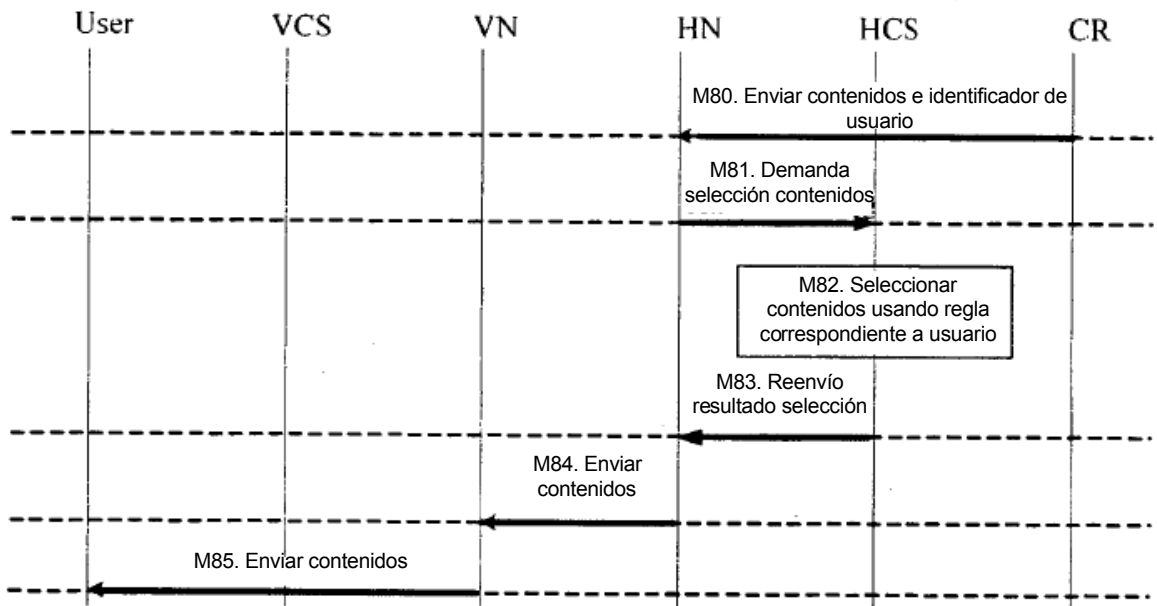 User VCS VN HN HCS CR
M80. Enviar contenidos e identificador de
usuario
M81. Demanda
selección contenidos
M82. Seleccionar
contenidos usando regla
correspondiente a usuario
M83. Reenvío
resultado selección
M84. Enviar
contenidos
M85. Enviar contenidos